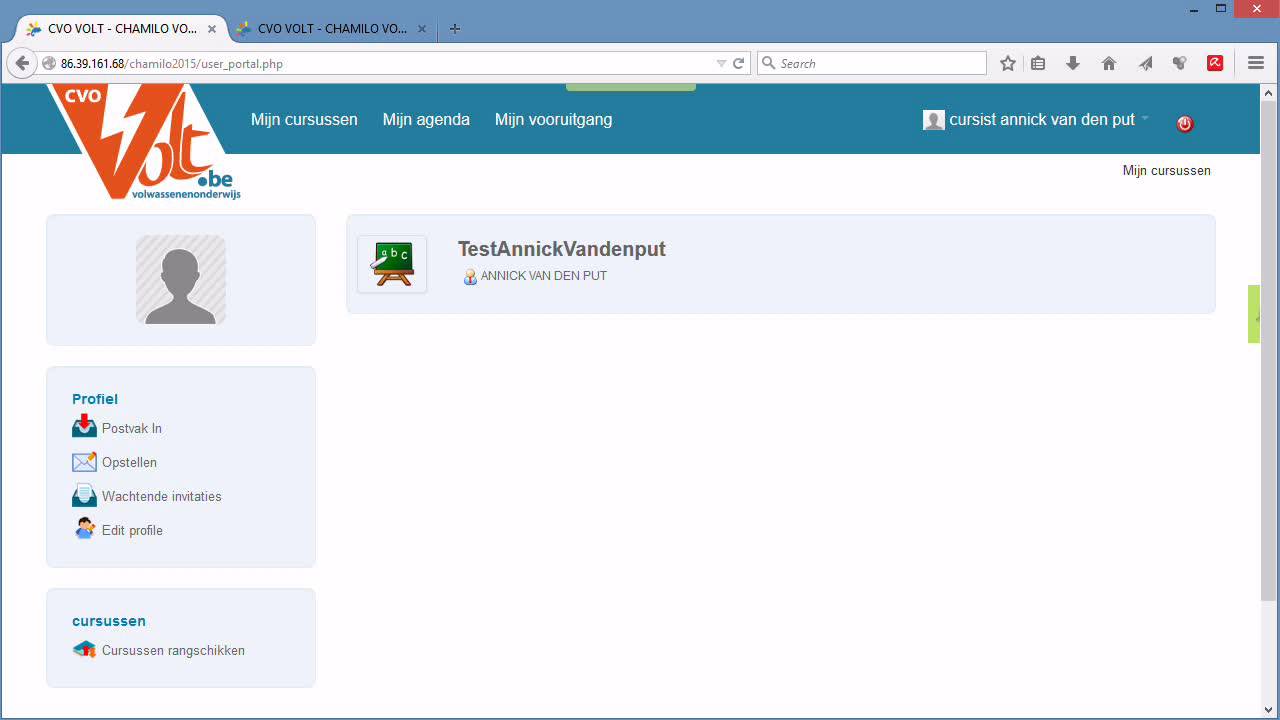 CVO VOLT - CHAMILO VO...
CVO VOLT - CHAMILO VO...
86.39.161.68/chamilo2015/user_portal.php
Search
CVO
Volt
.be
volwassenenonderwijs
Mijn cursussen
Mijn agenda
Mijn vooruitgang
cursist annick van den put
Mijn cursussen
a b c
TestAnnickVandenput
ANNICK VAN DEN PUT
Profiel
Postvak In
Opstellen
Wachtende invitaties
Edit profile
cursussen
Cursussen rangschikken